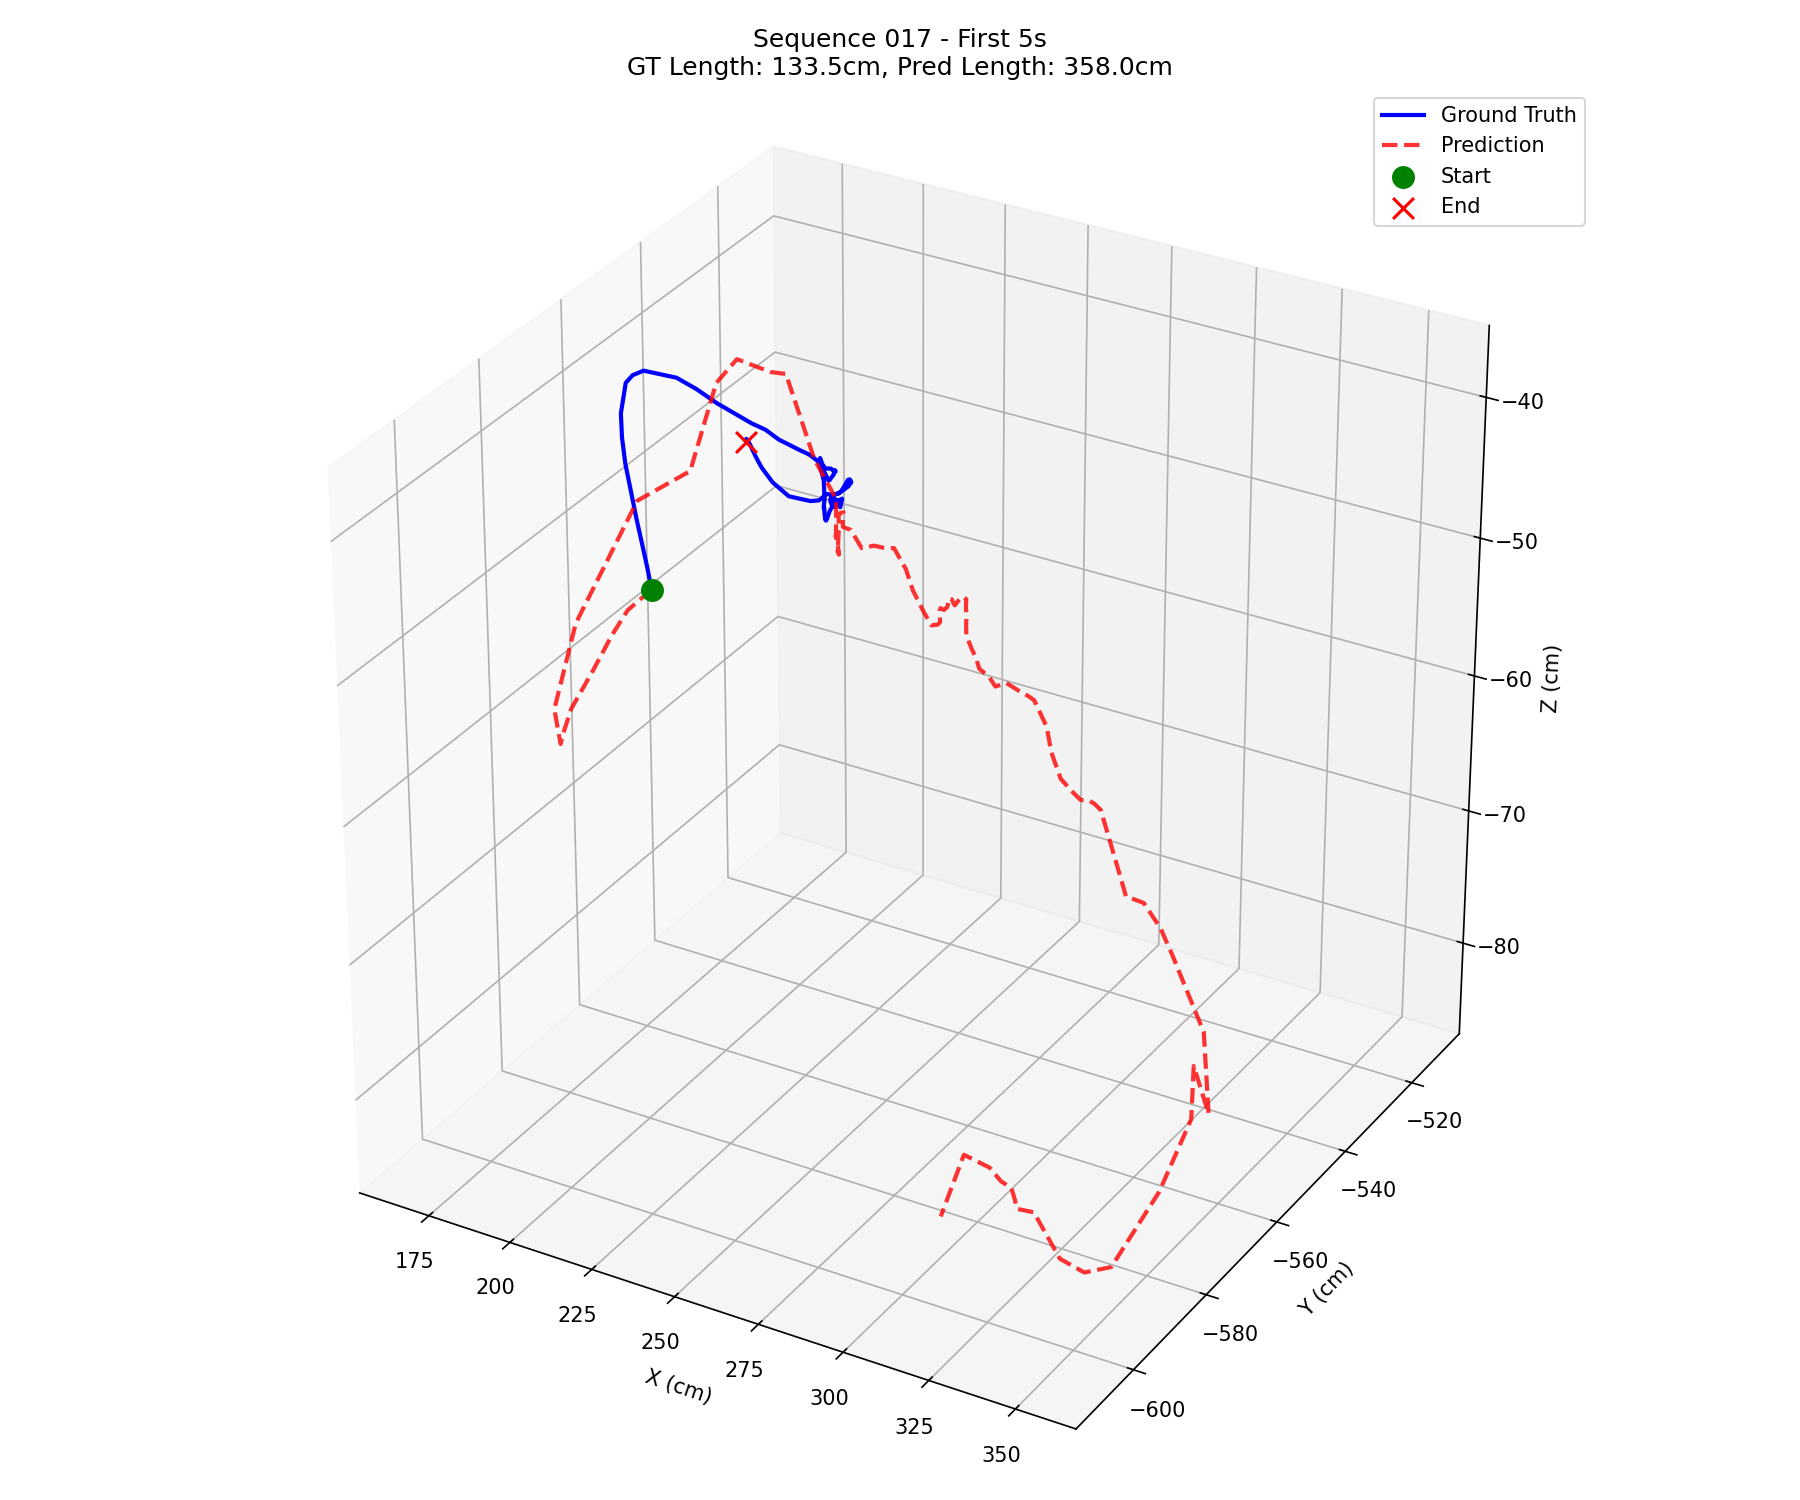 Sequence 017 - First 5s
GT Length: 133.5cm, Pred Length: 358.0cm
Ground Truth
Prediction
Start
End
−40
−50
−60
−70
−80
Z (cm)
−520
−540
−560
−580
−600
Y (cm)
175
200
225
250
275
300
325
350
X (cm)